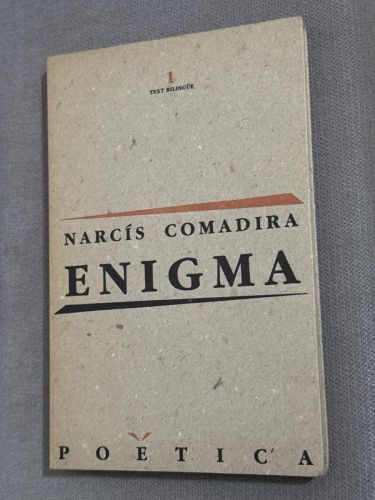 1
TEXT BILINGÜE
NARCÍS COMADIRA
ENIGMA
POÈTICA